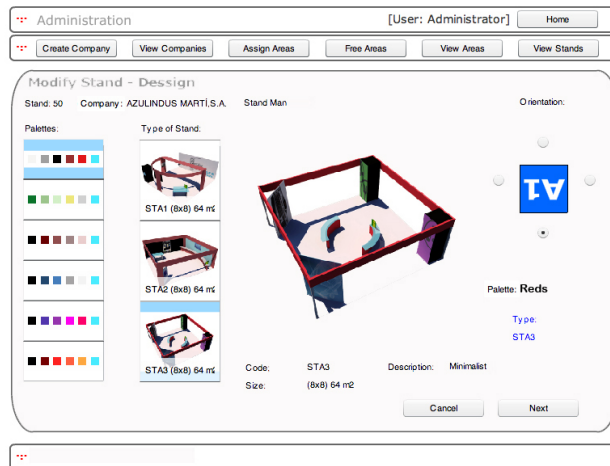 Administration [User: Administrator] Home
Create Company View Companies Assign Areas Free Areas View Areas View Stands
Modify Stand - Dessign
Stand: 50 Company: AZULINDUS MARTÍ,S.A. Stand Man Orientation:
Palettes: Type of Stand:
A1
STA1 (8x8) 64 m2
STA2 (8x8) 64 m2
Palette: Reds
Type:
STA3
STA3 (8x8) 64 m2
Code: STA3 Description: Minimalist
Size: (8x8) 64 m2
Cancel Next